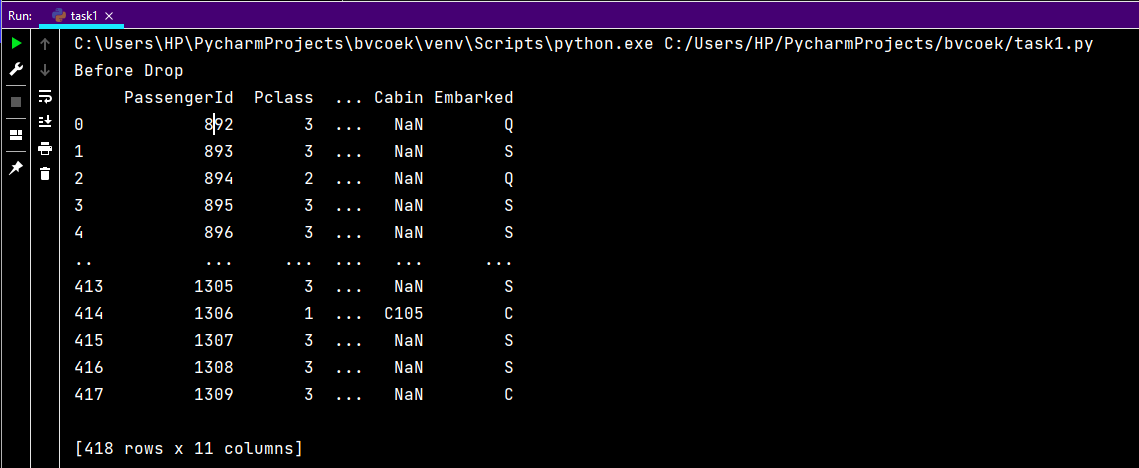 Run: task1
C:\Users\HP\PycharmProjects\bvcoek\venv\Scripts\python.exe C:/Users/HP/PycharmProjects/bvcoek/task1.py
Before Drop
     PassengerId  Pclass  ... Cabin Embarked
0            892       3  ...   NaN        Q
1            893       3  ...   NaN        S
2            894       2  ...   NaN        Q
3            895       3  ...   NaN        S
4            896       3  ...   NaN        S
..           ...     ...  ...   ...      ...
413         1305       3  ...   NaN        S
414         1306       1  ...  C105        C
415         1307       3  ...   NaN        S
416         1308       3  ...   NaN        S
417         1309       3  ...   NaN        C
[418 rows x 11 columns]